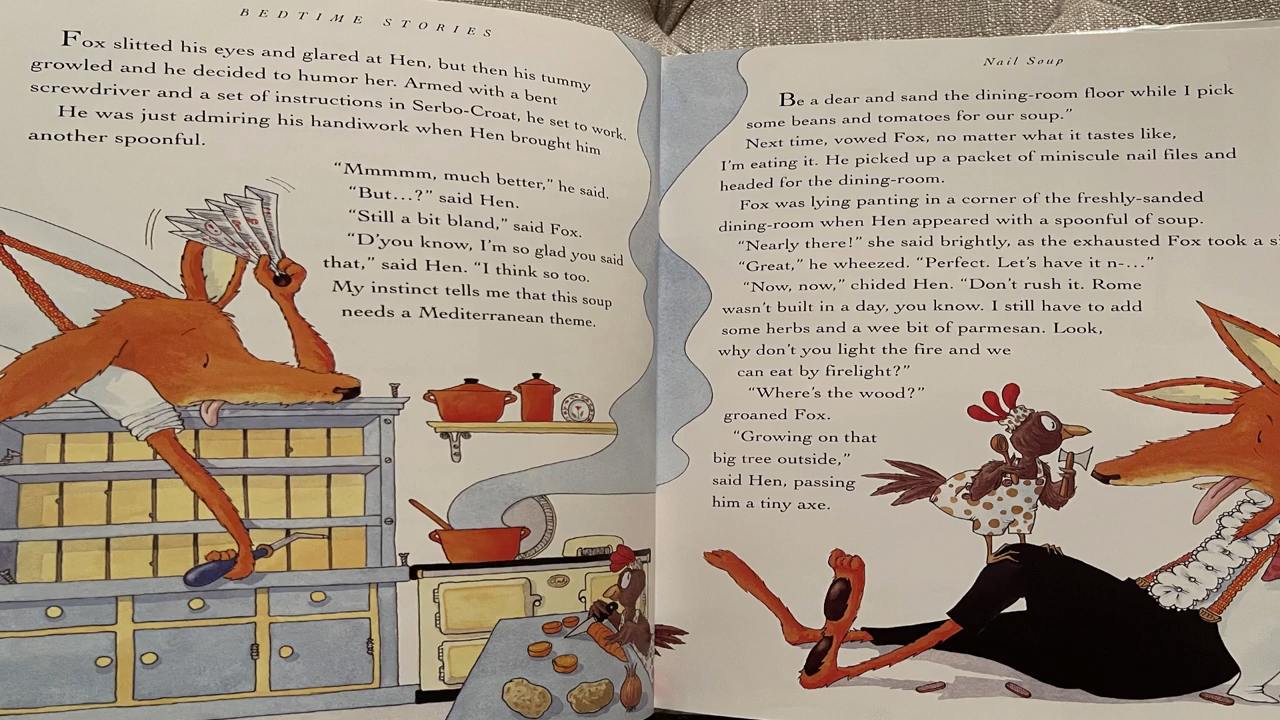 BEDTIME STORIES
Fox slitted his eyes and glared at Hen, but then his tummy
growled and he decided to humor her. Armed with a bent
screwdriver and a set of instructions in Serbo-Croat, he set to work.
He was just admiring his handiwork when Hen brought him
another spoonful.
“Mmmmm, much better,” he said.
“But...?” said Hen.
“Still a bit bland,” said Fox.
“D’you know, I’m so glad you said
that,” said Hen. “I think so too.
My instinct tells me that this soup
needs a Mediterranean theme.
Nail Soup
Be a dear and sand the dining-room floor while I pick
some beans and tomatoes for our soup.”
Next time, vowed Fox, no matter what it tastes like,
I’m eating it. He picked up a packet of miniscule nail files and
headed for the dining-room.
Fox was lying panting in a corner of the freshly-sanded
dining-room when Hen appeared with a spoonful of soup.
“Nearly there!” she said brightly, as the exhausted Fox took a
“Great,” he wheezed. “Perfect. Let’s have it n-...”
“Now, now,” chided Hen. “Don’t rush it. Rome
wasn’t built in a day, you know. I still have to add
some herbs and a wee bit of parmesan. Look,
why don’t you light the fire and we
can eat by firelight?”
“Where’s the wood?”
groaned Fox.
“Growing on that
big tree outside,”
said Hen, passing
him a tiny axe.